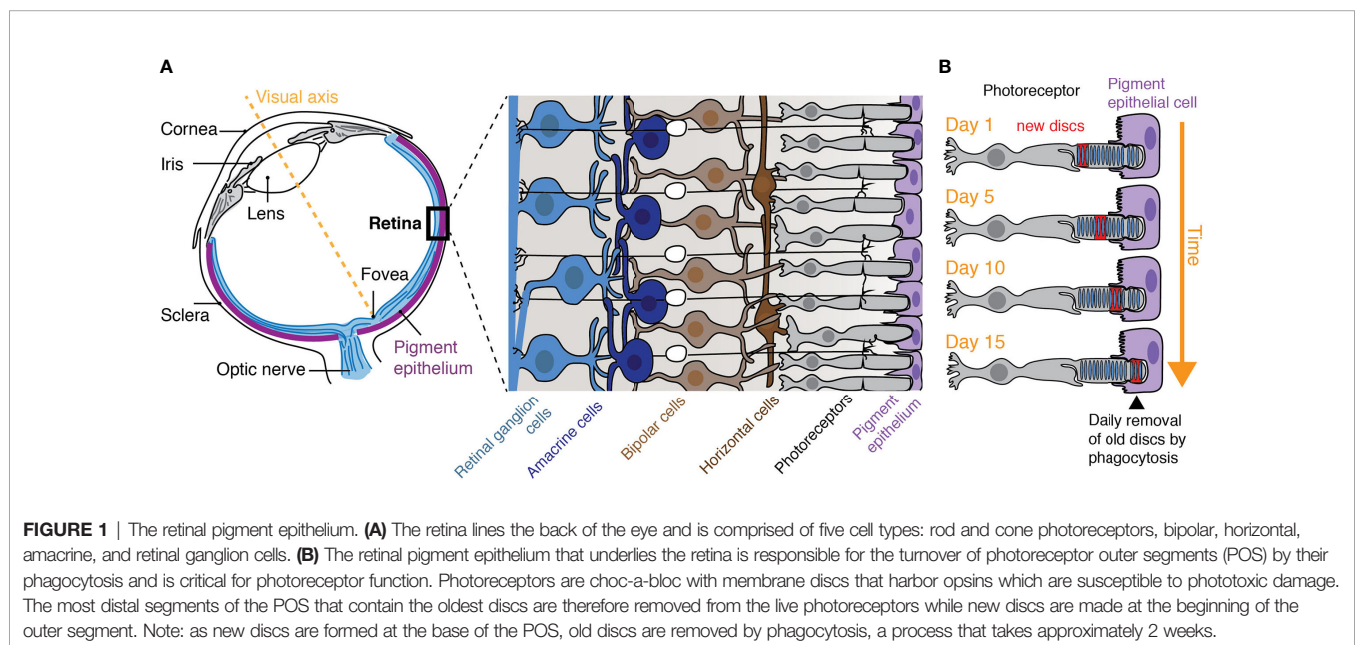 A
Visual axis
Cornea
Iris
Lens
Retina
Fovea
Sclera
Pigment
epithelium
Optic nerve
Retinal ganglion
cells
Amacrine cells
Bipolar cells
Horizontal cells
Photoreceptors
Pigment
epithelium
B
Photoreceptor
Pigment
epithelial cell
Day 1
new discs
Day 5
Day 10
Day 15
Time
Daily removal
of old discs by
phagocytosis
FIGURE 1 | The retinal pigment epithelium. (A) The retina lines the back of the eye and is comprised of five cell types: rod and cone photoreceptors, bipolar, horizontal,
amacrine, and retinal ganglion cells. (B) The retinal pigment epithelium that underlies the retina is responsible for the turnover of photoreceptor outer segments (POS) by their
phagocytosis and is critical for photoreceptor function. Photoreceptors are choc-a-bloc with membrane discs that harbor opsins which are susceptible to phototoxic damage.
The most distal segments of the POS that contain the oldest discs are therefore removed from the live photoreceptors while new discs are made at the beginning of the
outer segment. Note: as new discs are formed at the base of the POS, old discs are removed by phagocytosis, a process that takes approximately 2 weeks.